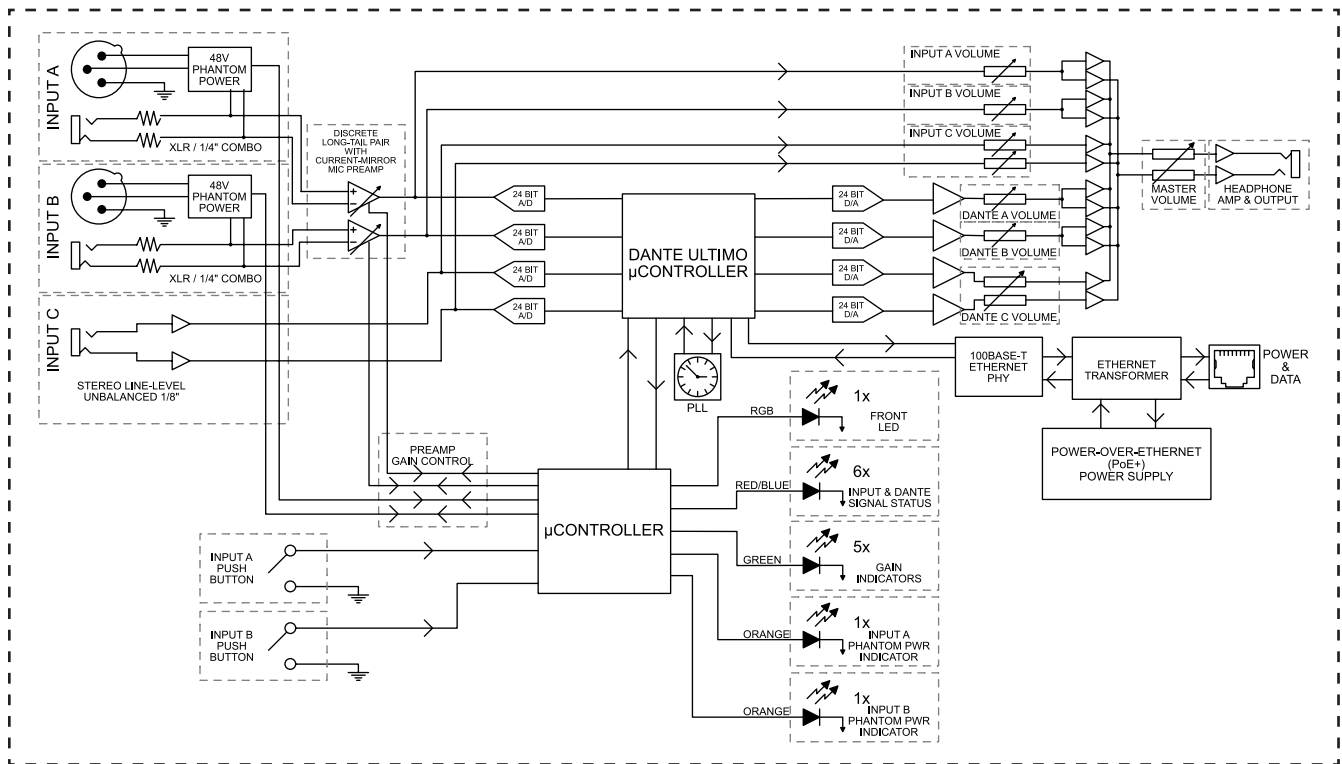 INPUT A
48V
PHANTOM
POWER
XLR / 1/4" COMBO
INPUT B
48V
PHANTOM
POWER
XLR / 1/4" COMBO
INPUT C
STEREO LINE-LEVEL
UNBALANCED 1/8"
DISCRETE
LONG-TAIL PAIR
WITH
CURRENT-MIRROR
MIC PREAMP
+
−
+
−
24 BIT
A/D
24 BIT
A/D
24 BIT
A/D
24 BIT
A/D
DANTE ULTIMO
µCONTROLLER
PLL
24 BIT
D/A
24 BIT
D/A
24 BIT
D/A
24 BIT
D/A
INPUT A VOLUME
INPUT B VOLUME
INPUT C VOLUME
DANTE A VOLUME
DANTE B VOLUME
DANTE C VOLUME
MASTER
VOLUME
HEADPHONE
AMP & OUTPUT
100BASE-T
ETHERNET
PHY
ETHERNET
TRANSFORMER
POWER
&
DATA
POWER-OVER-ETHERNET
(PoE+)
POWER SUPPLY
PREAMP
GAIN CONTROL
µCONTROLLER
INPUT A
PUSH
BUTTON
INPUT B
PUSH
BUTTON
RGB
1x
FRONT
LED
RED/BLUE
6x
INPUT & DANTE
SIGNAL STATUS
GREEN
5x
GAIN
INDICATORS
ORANGE
1x
INPUT A
PHANTOM PWR
INDICATOR
ORANGE
1x
INPUT B
PHANTOM PWR
INDICATOR